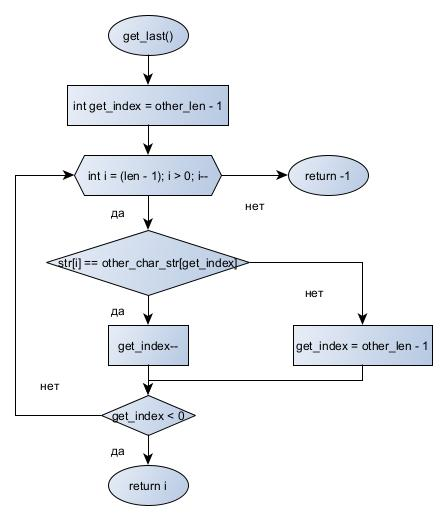 get_last()
int get_index = other_len - 1
int i = (len - 1); i > 0; i--
return -1
да
нет
str[i] == other_char_str[get_index]
да
нет
get_index--
get_index = other_len - 1
нет
get_index < 0
да
return i